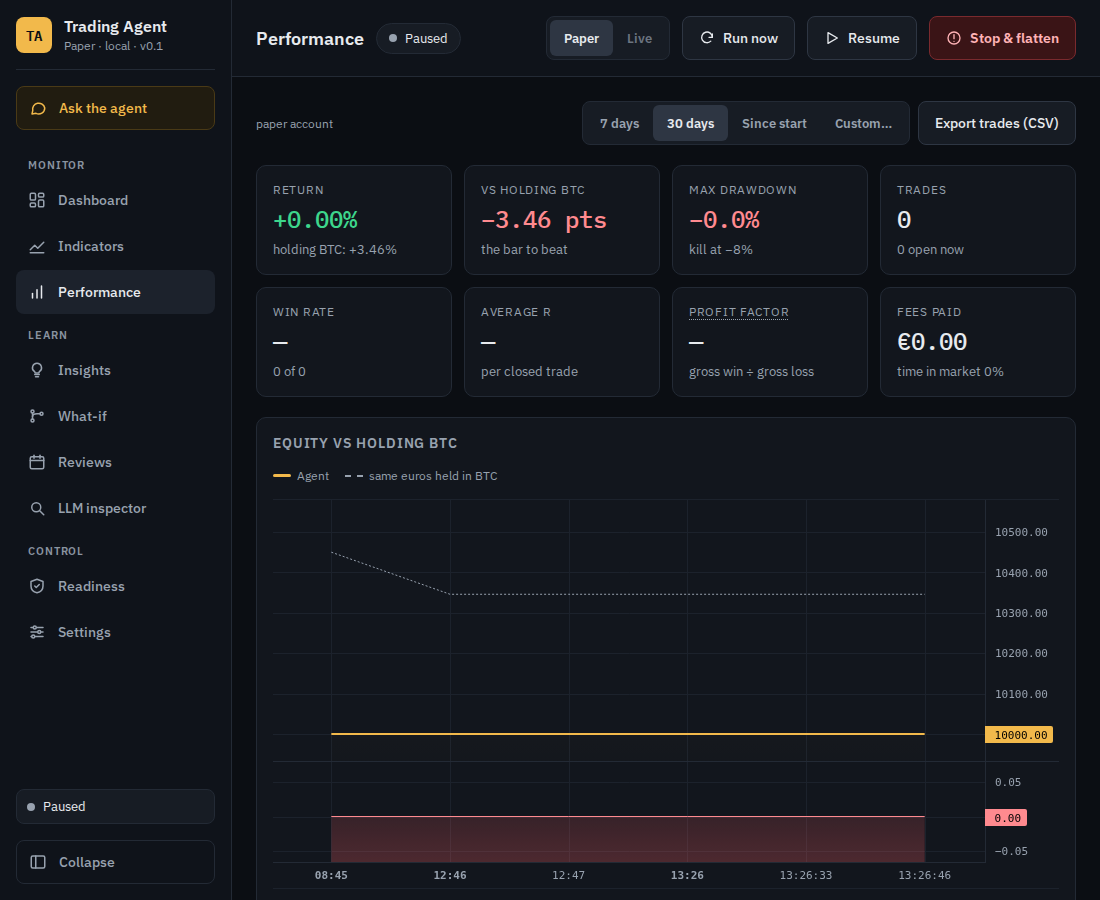 TA
Trading Agent
Paper · local · v0.1
Ask the agent
MONITOR
Dashboard
Indicators
Performance
LEARN
Insights
What-if
Reviews
LLM inspector
CONTROL
Readiness
Settings
Paused
Collapse
Performance
Paused
Paper
Live
Run now
Resume
Stop & flatten
paper account
7 days
30 days
Since start
Custom…
Export trades (CSV)
RETURN
+0.00%
holding BTC: +3.46%
VS HOLDING BTC
−3.46 pts
the bar to beat
MAX DRAWDOWN
−0.0%
kill at −8%
TRADES
0
0 open now
WIN RATE
—
0 of 0
AVERAGE R
—
per closed trade
PROFIT FACTOR
—
gross win ÷ gross loss
FEES PAID
€0.00
time in market 0%
EQUITY VS HOLDING BTC
Agent
same euros held in BTC
10500.00
10400.00
10300.00
10200.00
10100.00
10000.00
0.05
0.00
−0.05
08:45
12:46
12:47
13:26
13:26:33
13:26:46